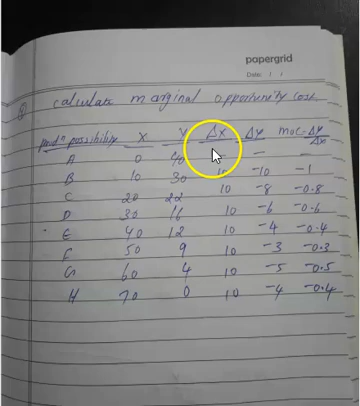 papergrid
Date: / /
Q calculate marginal opportunity cost
Prodn possibility X Y Δx Δy moc = Δy/Δx
A 0 40 - - -
B 10 30 10 -10 -1
C 20 22 10 -8 -0.8
D 30 16 10 -6 -0.6
E 40 12 10 -4 -0.4
F 50 9 10 -3 -0.3
G 60 4 10 -5 -0.5
H 70 0 10 -4 -0.4